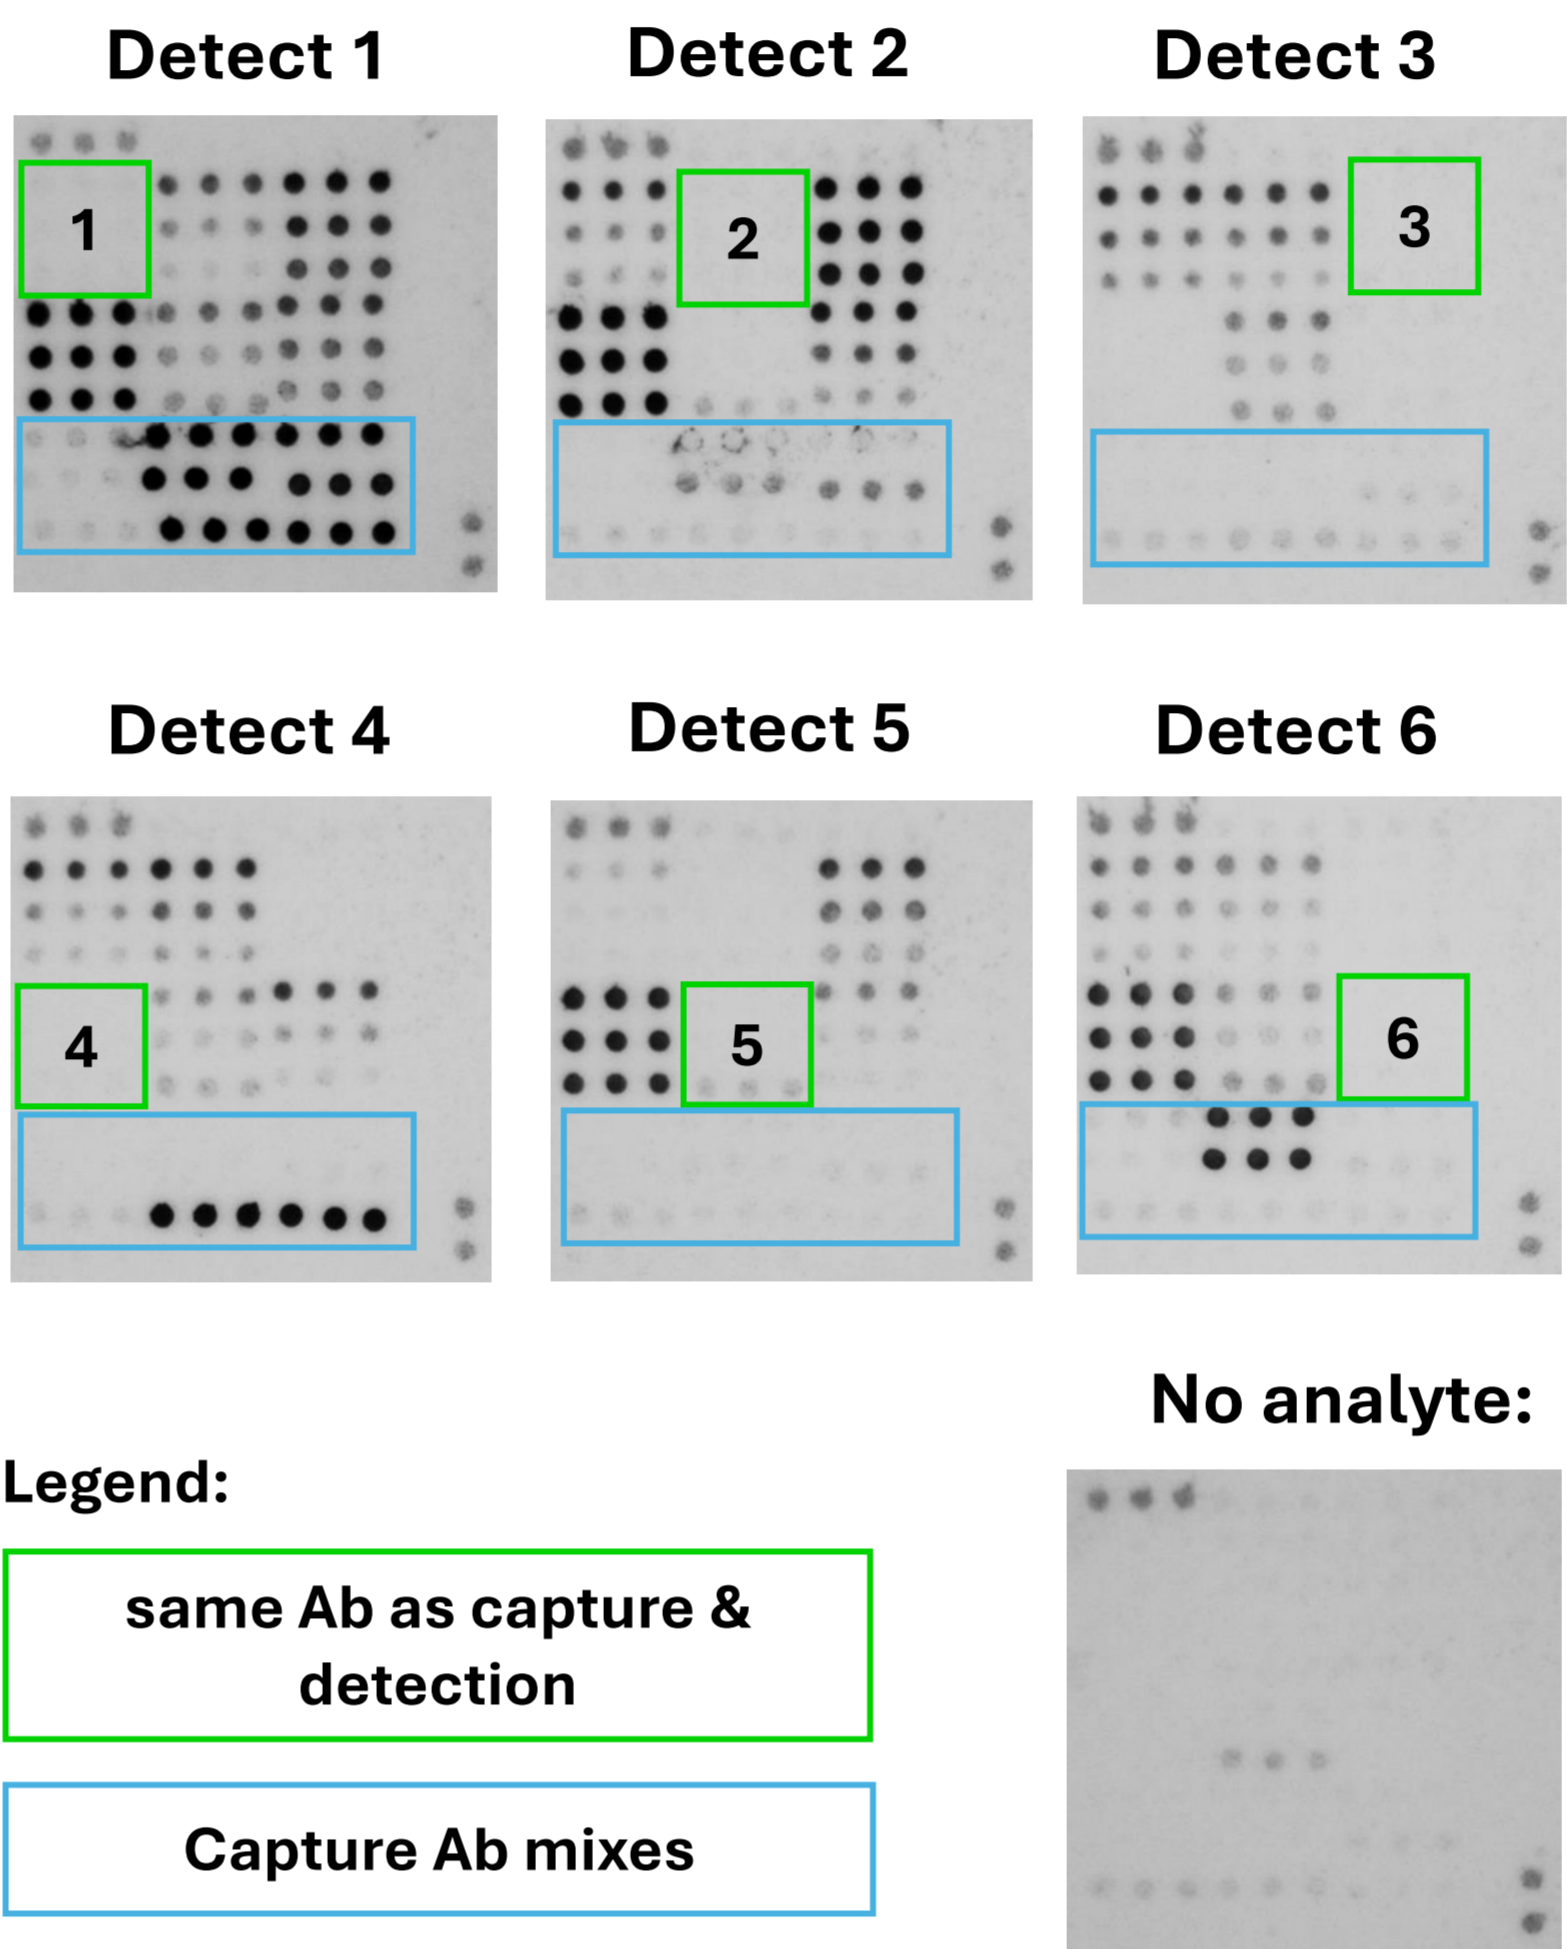 Detect 1
Detect 2
Detect 3
1
2
3
Detect 4
Detect 5
Detect 6
4
5
6
No analyte:
Legend:
same Ab as capture &
detection
Capture Ab mixes